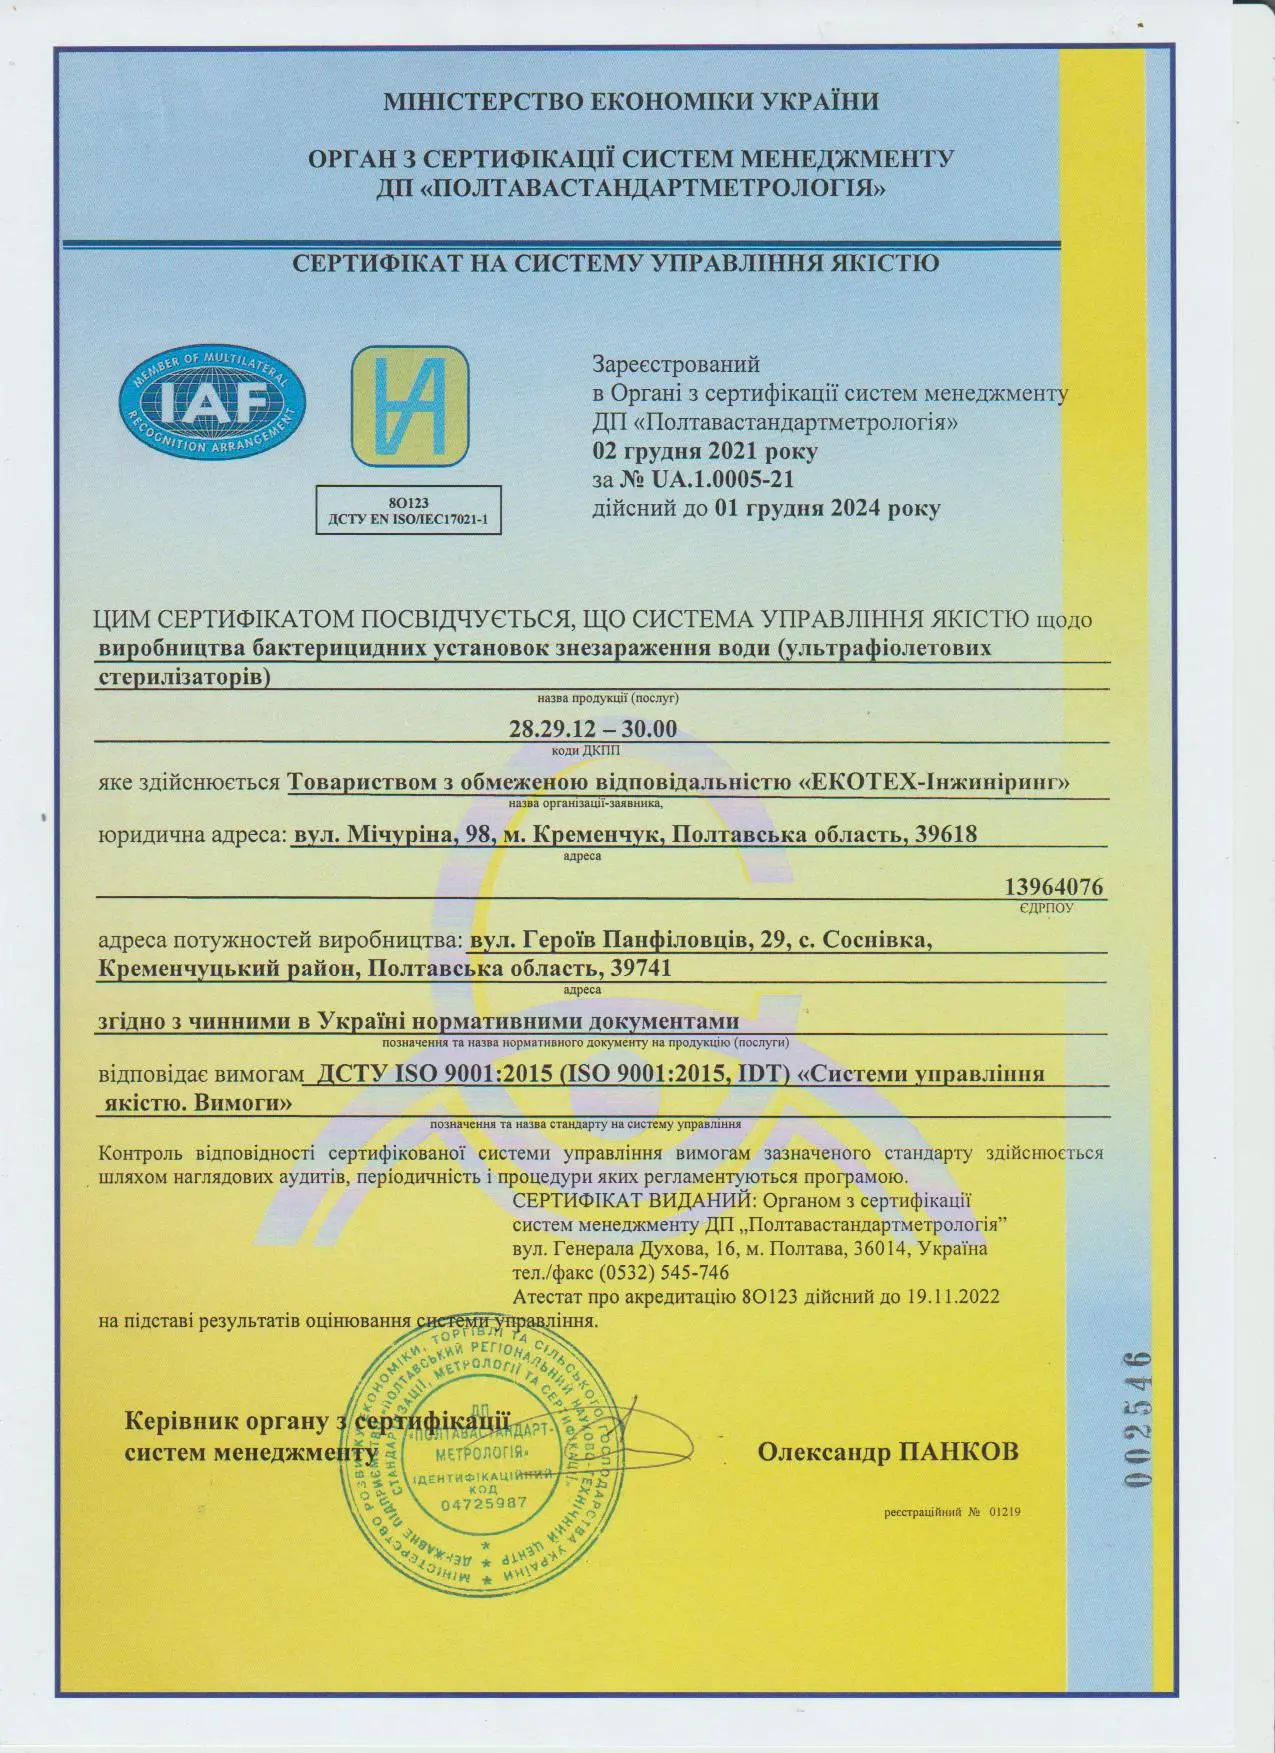 МІНІСТЕРСТВО ЕКОНОМІКИ УКРАЇНИ
ОРГАН З СЕРТИФІКАЦІЇ СИСТЕМ МЕНЕДЖМЕНТУ
ДП «ПОЛТАВАСТАНДАРТМЕТРОЛОГІЯ»
СЕРТИФІКАТ НА СИСТЕМУ УПРАВЛІННЯ ЯКІСТЮ
MEMBER OF MULTILATERAL
IAF
RECOGNITION ARRANGEMENT
8О123
ДСТУ EN ISO/IEC17021-1
Зареєстрований
в Органі з сертифікації систем менеджменту
ДП «Полтавастандартметрологія»
02 грудня 2021 року
за № UA.1.0005-21
дійсний до 01 грудня 2024 року
ЦИМ СЕРТИФІКАТОМ ПОСВІДЧУЄТЬСЯ, ЩО СИСТЕМА УПРАВЛІННЯ ЯКІСТЮ щодо
виробництва бактерицидних установок знезараження води (ультрафіолетових
стерилізаторів)
назва продукції (послуг)
28.29.12 – 30.00
коди ДКПП
яке здійснюється Товариством з обмеженою відповідальністю «ЕКОТЕХ-Інжиніринг»
назва організації-заявника,
юридична адреса: вул. Мічуріна, 98, м. Кременчук, Полтавська область, 39618
адреса
13964076
ЄДРПОУ
адреса потужностей виробництва: вул. Героїв Панфіловців, 29, с. Соснівка,
Кременчуцький район, Полтавська область, 39741
адреса
згідно з чинними в Україні нормативними документами
позначення та назва нормативного документу на продукцію (послуги)
відповідає вимогам ДСТУ ISO 9001:2015 (ISO 9001:2015, IDT) «Системи управління
якістю. Вимоги»
позначення та назва стандарту на систему управління
Контроль відповідності сертифікованої системи управління вимогам зазначеного стандарту здійснюється
шляхом наглядових аудитів, періодичність і процедури яких регламентуються програмою.
СЕРТИФІКАТ ВИДАНИЙ: Органом з сертифікації
систем менеджменту ДП „Полтавастандартметрологія”
вул. Генерала Духова, 16, м. Полтава, 36014, Україна
тел./факс (0532) 545-746
Атестат про акредитацію 8О123 дійсний до 19.11.2022
на підставі результатів оцінювання системи управління.
Керівник органу з сертифікації
систем менеджменту
Олександр ПАНКОВ
реєстраційний № 01219
002546
МІНІСТЕРСТВО РОЗВИТКУ ЕКОНОМІКИ, ТОРГІВЛІ ТА СІЛЬСЬКОГО ГОСПОДАРСТВА УКРАЇНИ
ДЕРЖАВНЕ ПІДПРИЄМСТВО «ПОЛТАВСЬКИЙ РЕГІОНАЛЬНИЙ НАУКОВО-ТЕХНІЧНИЙ ЦЕНТР
СТАНДАРТИЗАЦІЇ, МЕТРОЛОГІЇ ТА СЕРТИФІКАЦІЇ»
ДП
«ПОЛТАВАСТАНДАРТ-
МЕТРОЛОГІЯ»
ІДЕНТИФІКАЦІЙНИЙ
КОД
04725987